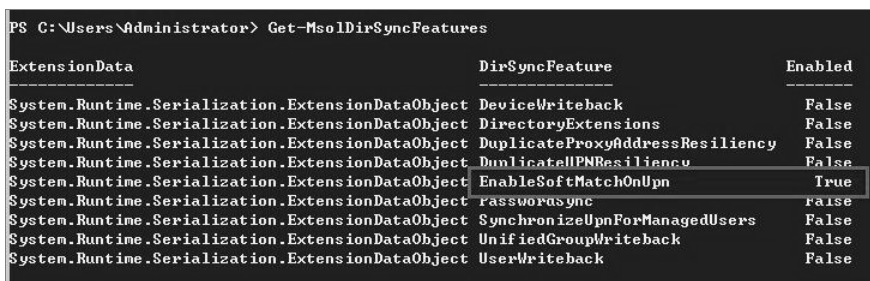 PS C:\Users\Administrator> Get-MsolDirSyncFeatures
ExtensionData DirSyncFeature Enabled
------------- -------------- -------
System.Runtime.Serialization.ExtensionDataObject DeviceWriteback False
System.Runtime.Serialization.ExtensionDataObject DirectoryExtensions False
System.Runtime.Serialization.ExtensionDataObject DuplicateProxyAddressResiliency False
System.Runtime.Serialization.ExtensionDataObject DuplicateUPNResiliency False
System.Runtime.Serialization.ExtensionDataObject EnableSoftMatchOnUpn True
System.Runtime.Serialization.ExtensionDataObject PasswordSync False
System.Runtime.Serialization.ExtensionDataObject SynchronizeUpnForManagedUsers False
System.Runtime.Serialization.ExtensionDataObject UnifiedGroupWriteback False
System.Runtime.Serialization.ExtensionDataObject UserWriteback False